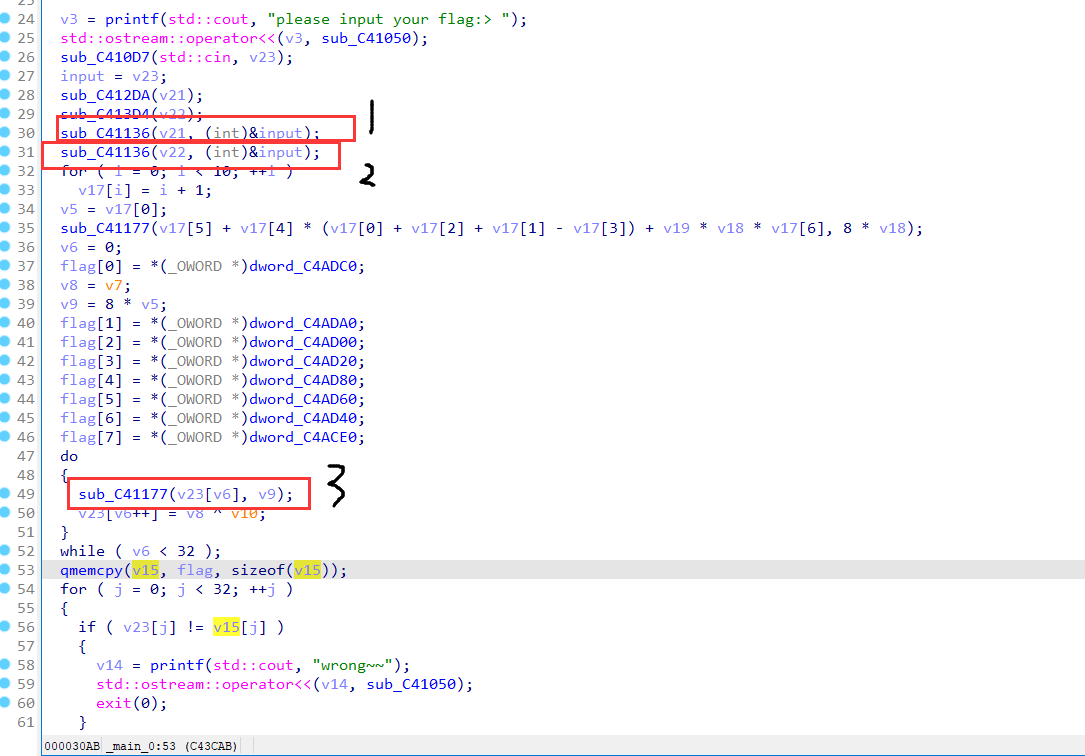 24 v3 = printf(std::cout, "please input your flag:> ");
25 std::ostream::operator<<(v3, sub_C41050);
26 sub_C410D7(std::cin, v23);
27 input = v23;
28 sub_C412DA(v21);
29 sub_C413D4(v22);
30 sub_C41136(v21, (int)&input); 1
31 sub_C41136(v22, (int)&input); 2
32 for ( i = 0; i < 10; ++i )
33 v17[i] = i + 1;
34 v5 = v17[0];
35 sub_C41177(v17[5] + v17[4] * (v17[0] + v17[2] + v17[1] - v17[3]) + v19 * v18 * v17[6], 8 * v18);
36 v6 = 0;
37 flag[0] = *(_OWORD *)dword_C4ADC0;
38 v8 = v7;
39 v9 = 8 * v5;
40 flag[1] = *(_OWORD *)dword_C4ADA0;
41 flag[2] = *(_OWORD *)dword_C4AD00;
42 flag[3] = *(_OWORD *)dword_C4AD20;
43 flag[4] = *(_OWORD *)dword_C4AD80;
44 flag[5] = *(_OWORD *)dword_C4AD60;
45 flag[6] = *(_OWORD *)dword_C4AD40;
46 flag[7] = *(_OWORD *)dword_C4ACE0;
47 do
48 {
49 sub_C41177(v23[v6], v9); 3
50 v23[v6++] = v8 ^ v10;
51 }
52 while ( v6 < 32 );
53 qmemcpy(v15, flag, sizeof(v15));
54 for ( j = 0; j < 32; ++j )
55 {
56 if ( v23[j] != v15[j] )
57 {
58 v14 = printf(std::cout, "wrong~~");
59 std::ostream::operator<<(v14, sub_C41050);
60 exit(0);
61 }
000030AB _main_0:53 (C43CAB)